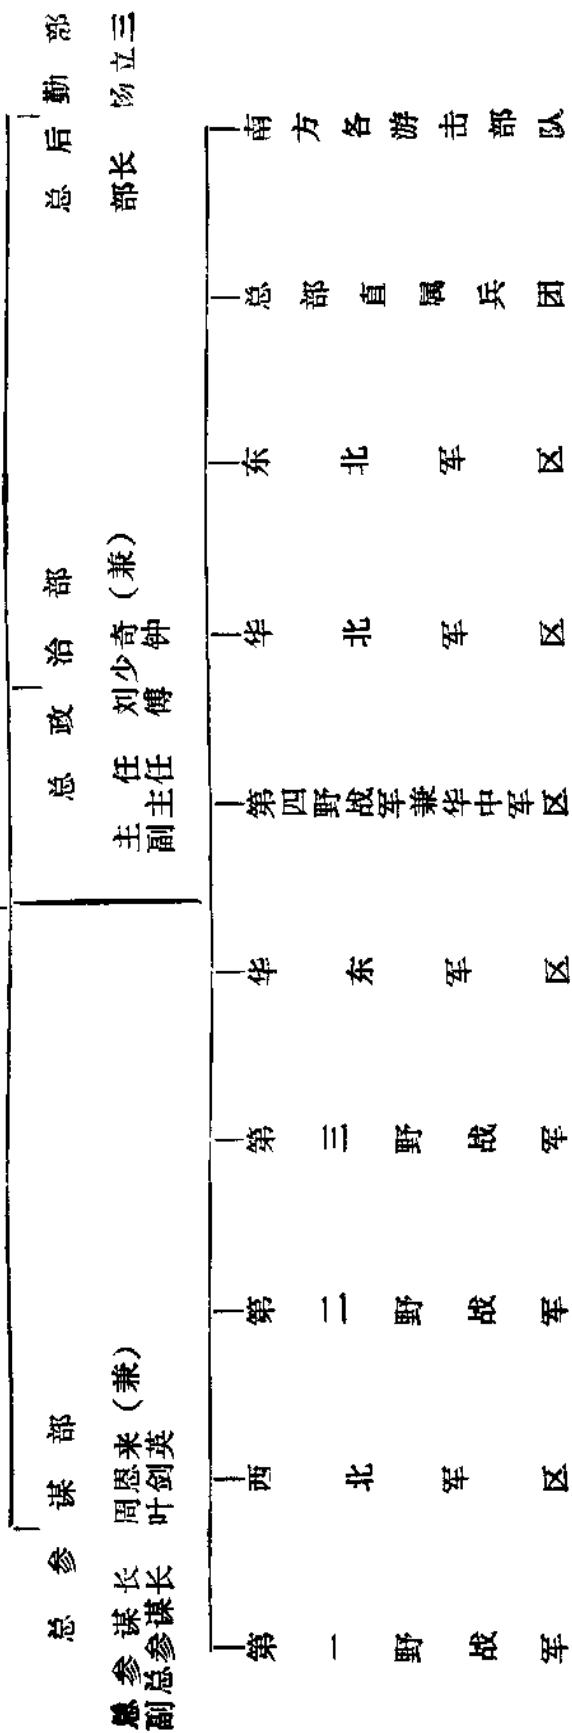 总参谋部
总参谋长 周恩来（兼）
副总参谋长 叶剑英
总政治部
主任 刘少奇（兼）
副主任 傅钟
总后勤部
部长 杨立三
第一野战军
西北军区
第二野战军
第三野战军
华东军区
第四野战军兼华中军区
华北军区
东北军区
总部直属兵团
南方各游击部队